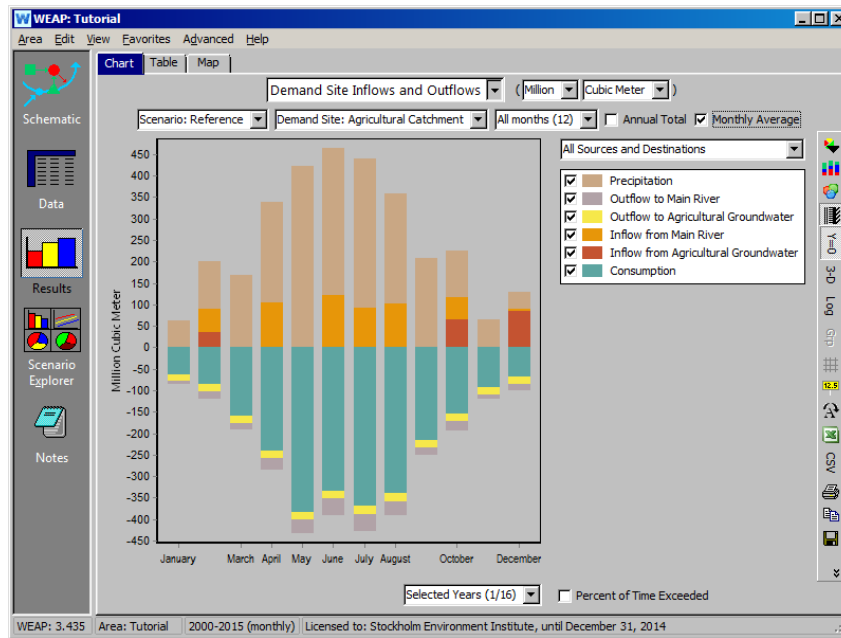 WEAP: Tutorial
Area Edit View Favorites Advanced Help
Chart Table Map
Demand Site Inflows and Outflows ( Million Cubic Meter )
Scenario: Reference Demand Site: Agricultural Catchment All months (12) Annual Total Monthly Average
All Sources and Destinations
Precipitation
Outflow to Main River
Outflow to Agricultural Groundwater
Inflow from Main River
Inflow from Agricultural Groundwater
Consumption
Schematic
Data
Results
Scenario
Explorer
Notes
Million Cubic Meter
450
400
350
300
250
200
150
100
50
0
-50
-100
-150
-200
-250
-300
-350
-400
-450
January March April May June July August October December
Y=0
3-D
Log
Grp
12.5
A
CSV
Selected Years (1/16) Percent of Time Exceeded
WEAP: 3.435 Area: Tutorial 2000-2015 (monthly) Licensed to: Stockholm Environment Institute, until December 31, 2014